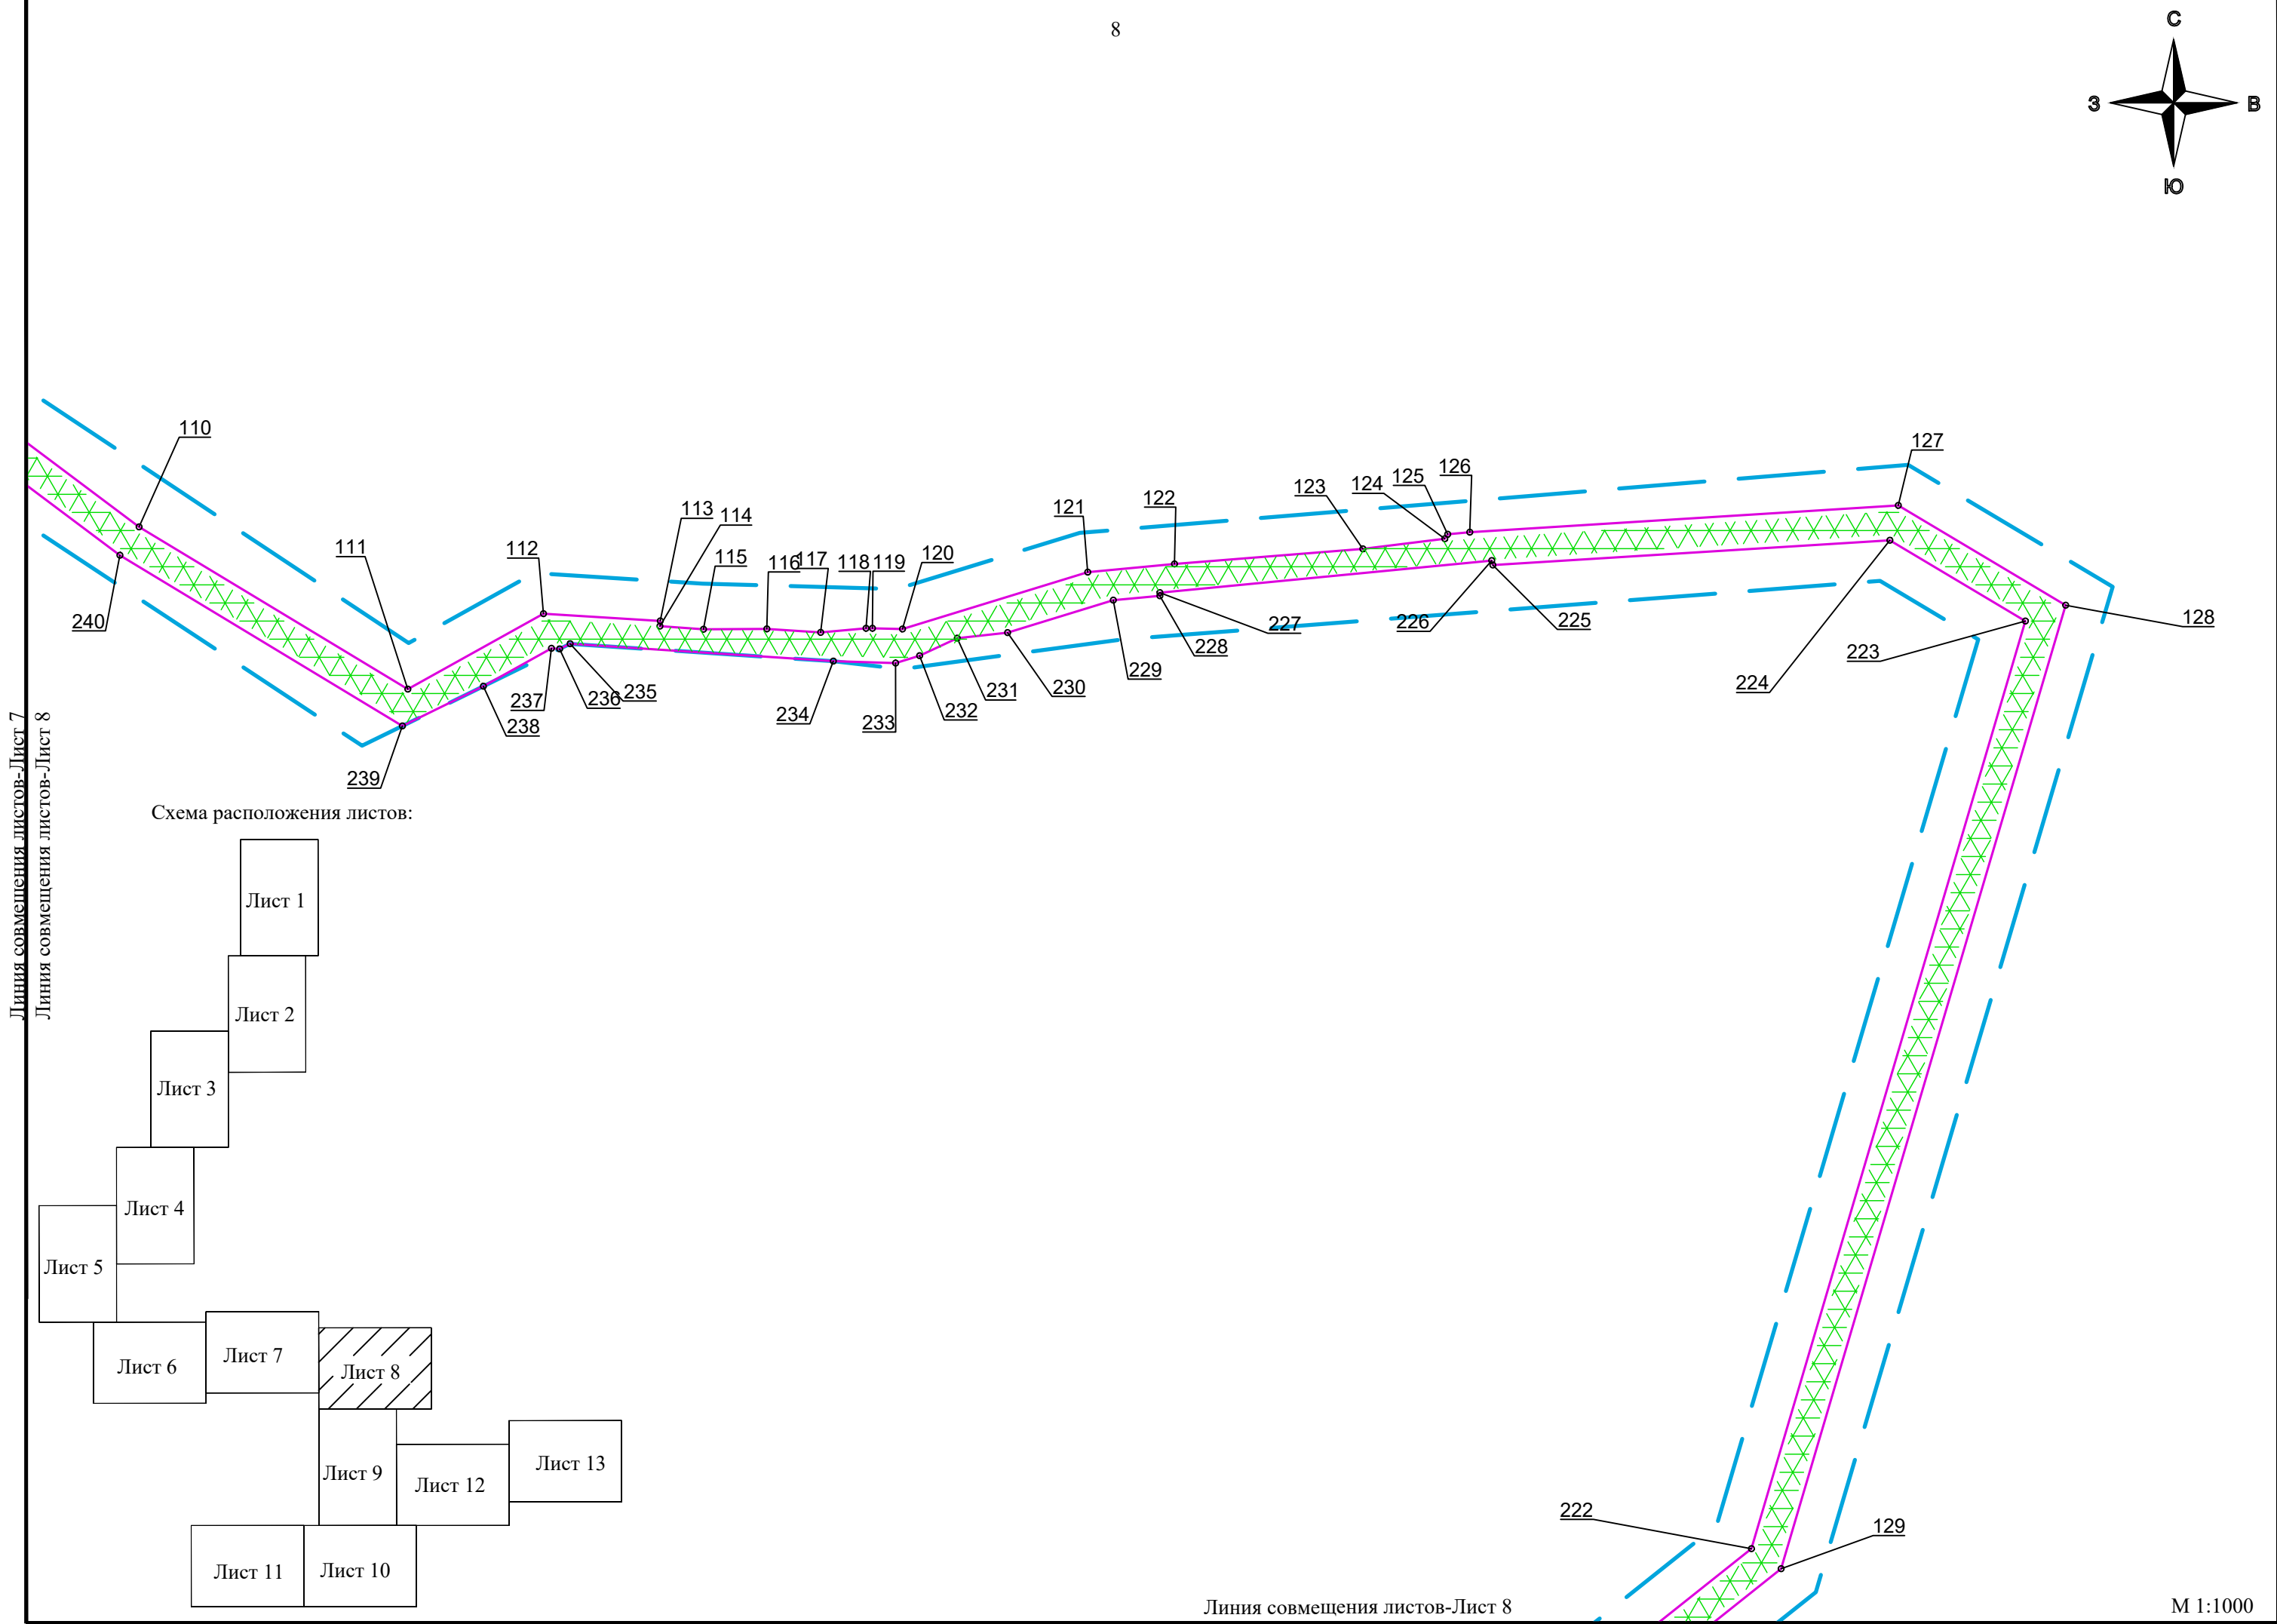 8
С
З
В
Ю
110
111
112
113
114
115
116
117
118
119
120
121
122
123
124
125
126
127
128
240
239
238
237
236
235
234
233
232
231
230
229
228
227
226
225
224
223
222
129
Линия совмещения листов-Лист 7
Линия совмещения листов-Лист 8
Схема расположения листов:
Лист 1
Лист 2
Лист 3
Лист 4
Лист 5
Лист 6
Лист 7
Лист 8
Лист 9
Лист 12
Лист 13
Лист 11
Лист 10
Линия совмещения листов-Лист 8
М 1:1000